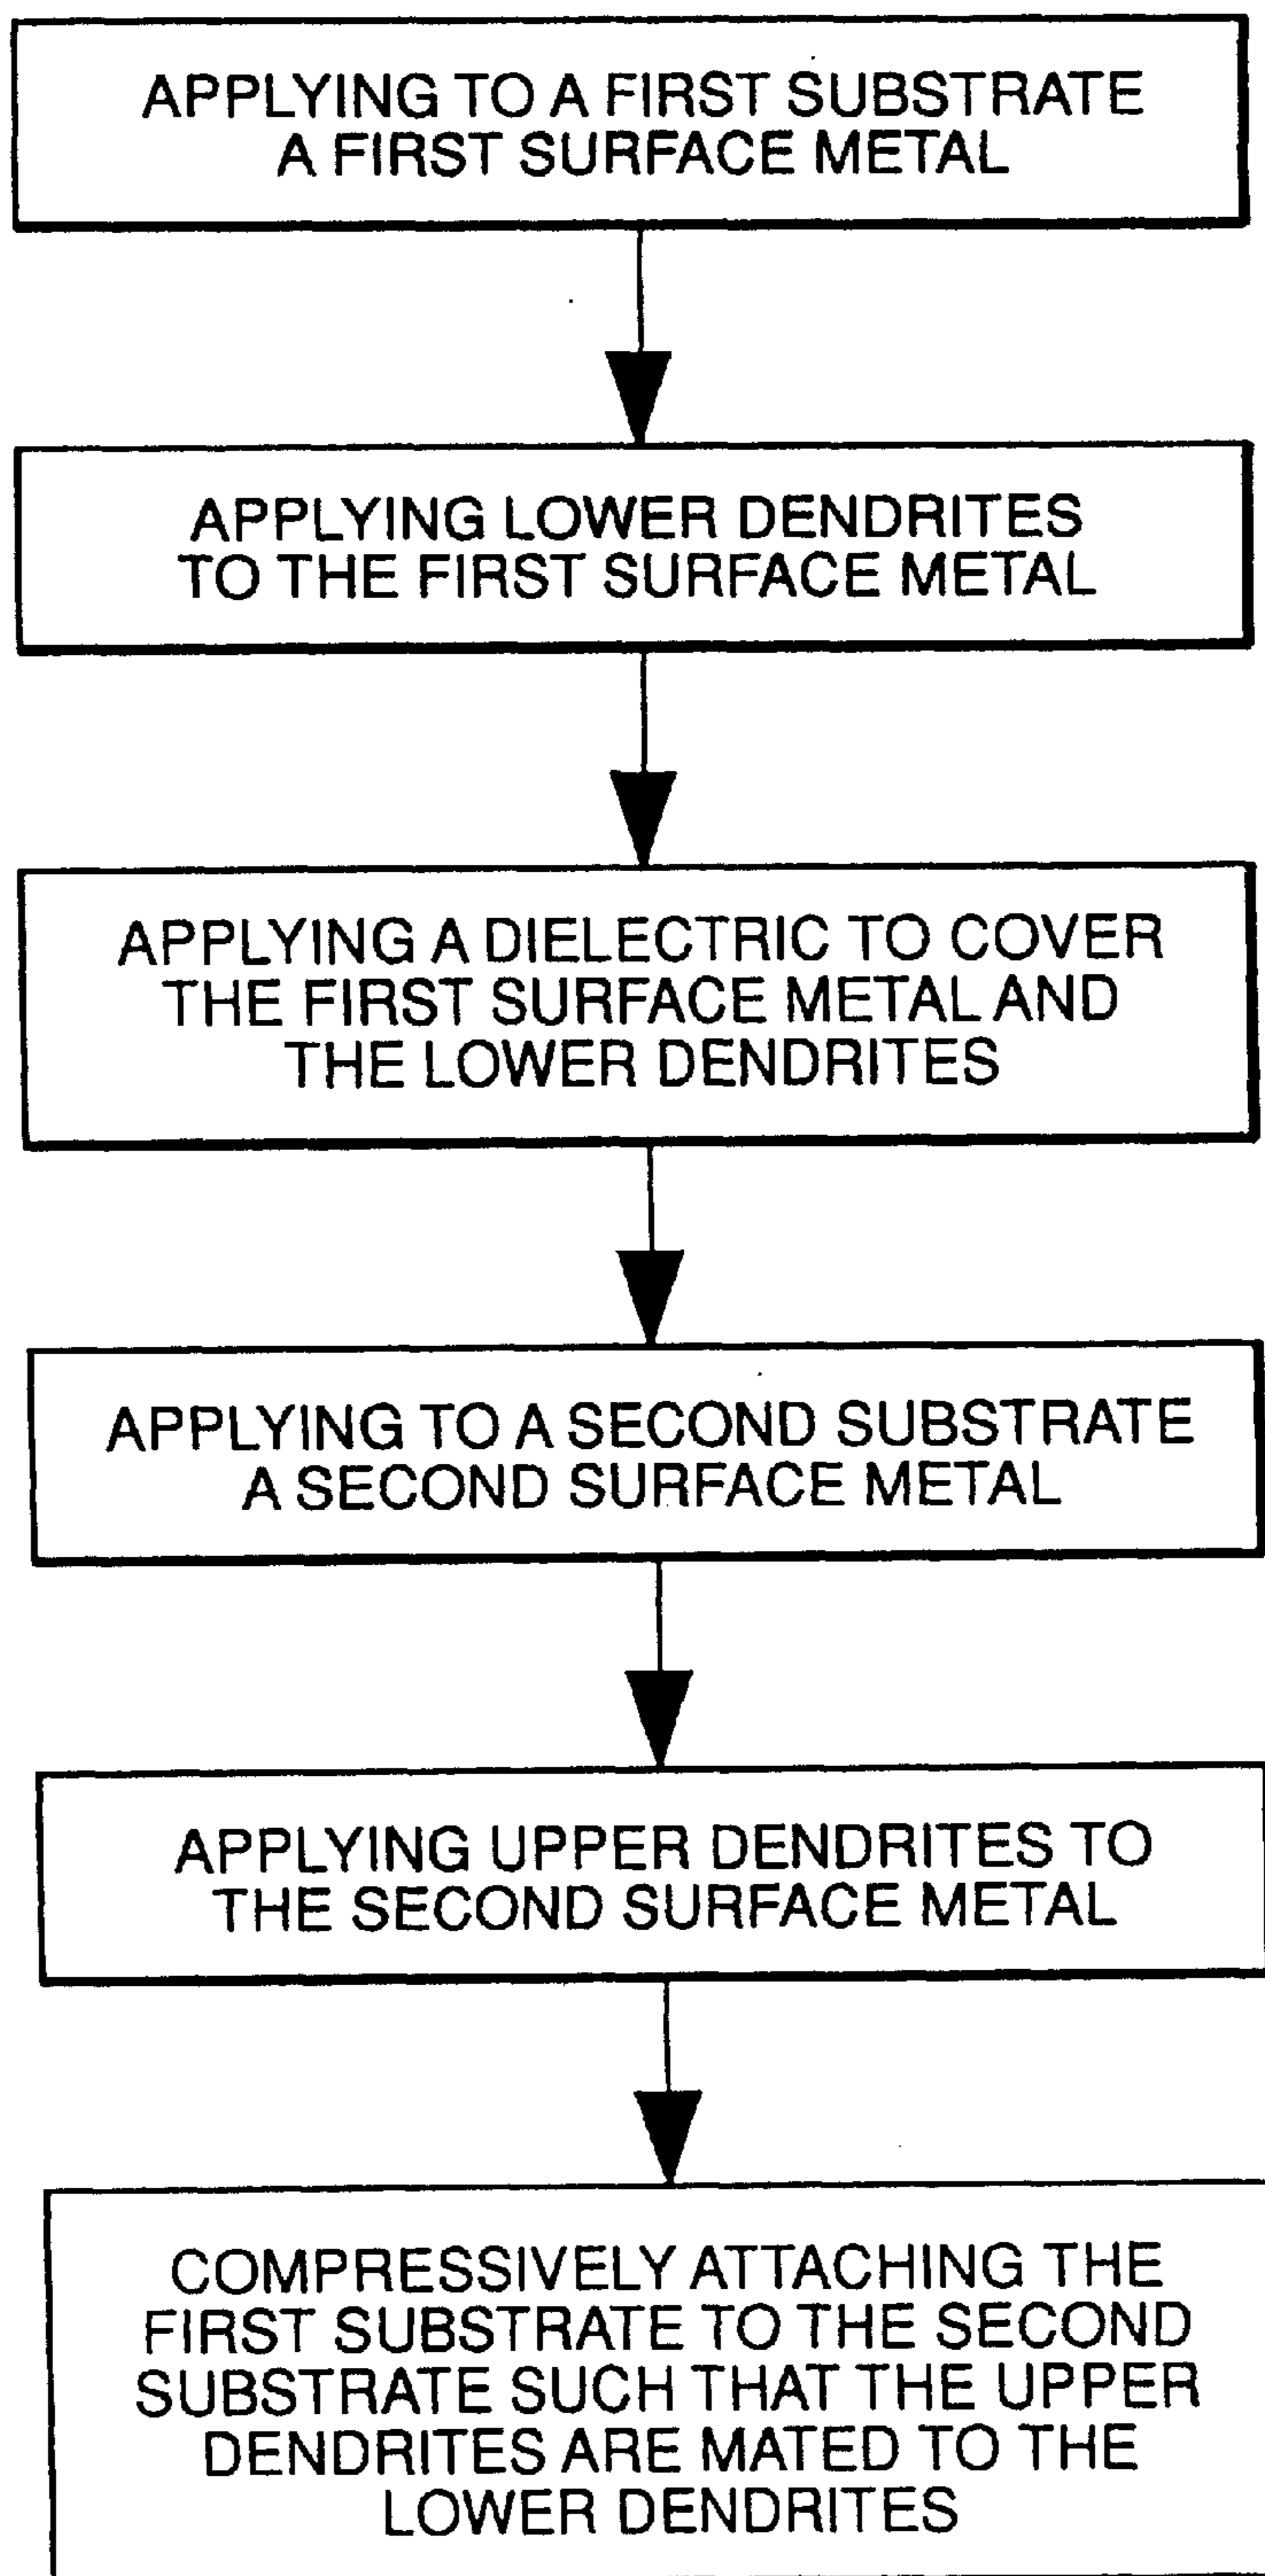 APPLYING TO A FIRST SUBSTRATE
A FIRST SURFACE METAL
APPLYING LOWER DENDRITES
TO THE FIRST SURFACE METAL
APPLYING A DIELECTRIC TO COVER
THE FIRST SURFACE METAL AND
THE LOWER DENDRITES
APPLYING TO A SECOND SUBSTRATE
A SECOND SURFACE METAL
APPLYING UPPER DENDRITES TO
THE SECOND SURFACE METAL
COMPRESSIVELY ATTACHING THE
FIRST SUBSTRATE TO THE SECOND
SUBSTRATE SUCH THAT THE UPPER
DENDRITES ARE MATED TO THE
LOWER DENDRITES